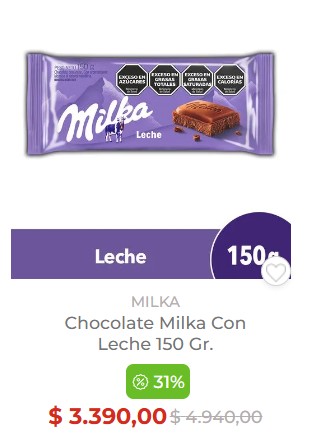 EXCESO EN
AZÚCARES
EXCESO EN
GRASAS
TOTALES
EXCESO EN
GRASAS
SATURADAS
EXCESO EN
CALORÍAS
Milka
Leche
Leche
150g
MILKA
Chocolate Milka Con
Leche 150 Gr.
31%
$ 3.390,00 $ 4.940,00